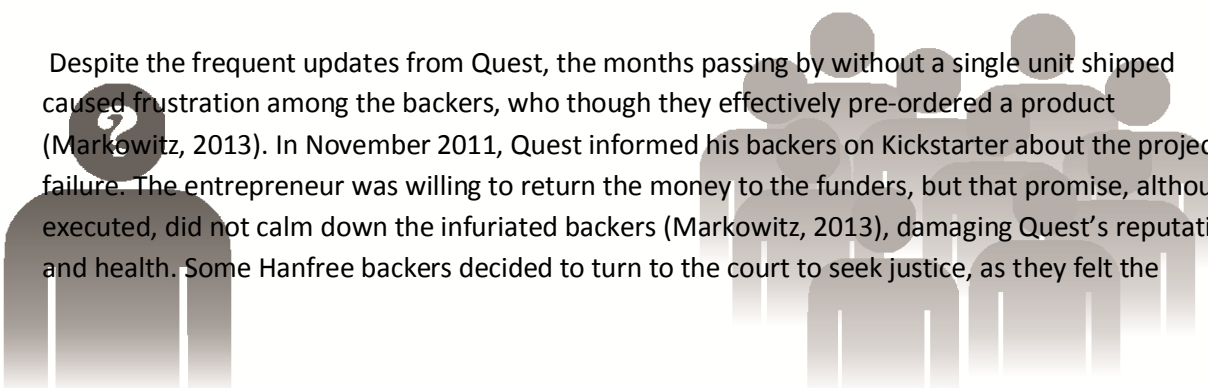 Despite the frequent updates from Quest, the months passing by without a single unit shipped
caused frustration among the backers, who though they effectively pre-ordered a product
(Markowitz, 2013). In November 2011, Quest informed his backers on Kickstarter about the projec
failure. The entrepreneur was willing to return the money to the funders, but that promise, althou
executed, did not calm down the infuriated backers (Markowitz, 2013), damaging Quest’s reputati
and health. Some Hanfree backers decided to turn to the court to seek justice, as they felt the
?